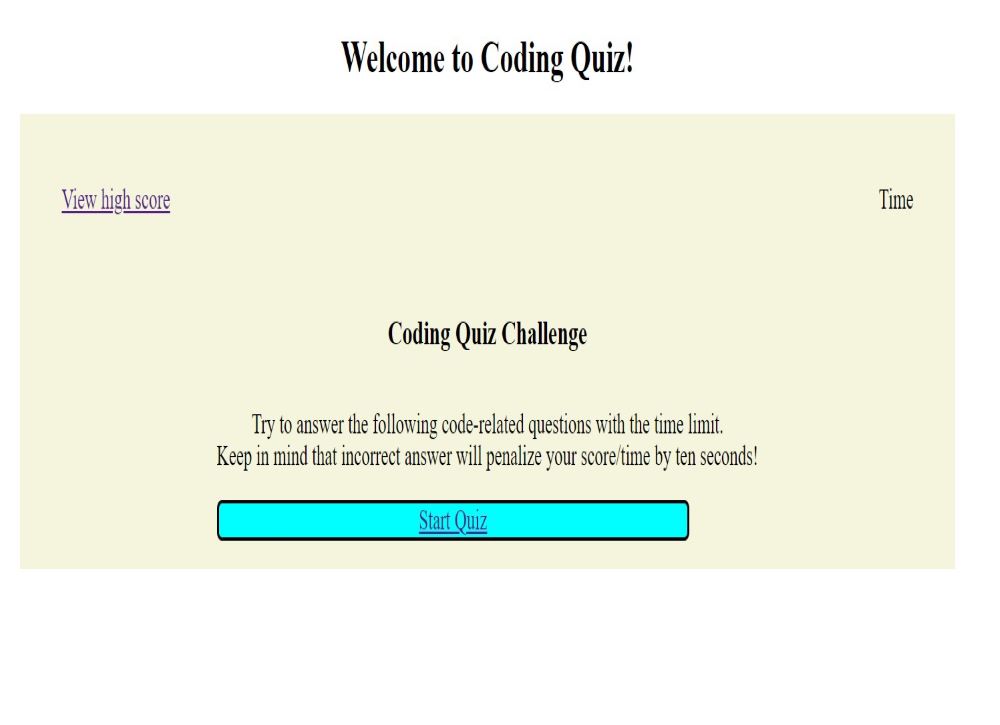 Welcome to Coding Quiz!
View high score
Time
Coding Quiz Challenge
Try to answer the following code-related questions with the time limit.
Keep in mind that incorrect answer will penalize your score/time by ten seconds!
Start Quiz